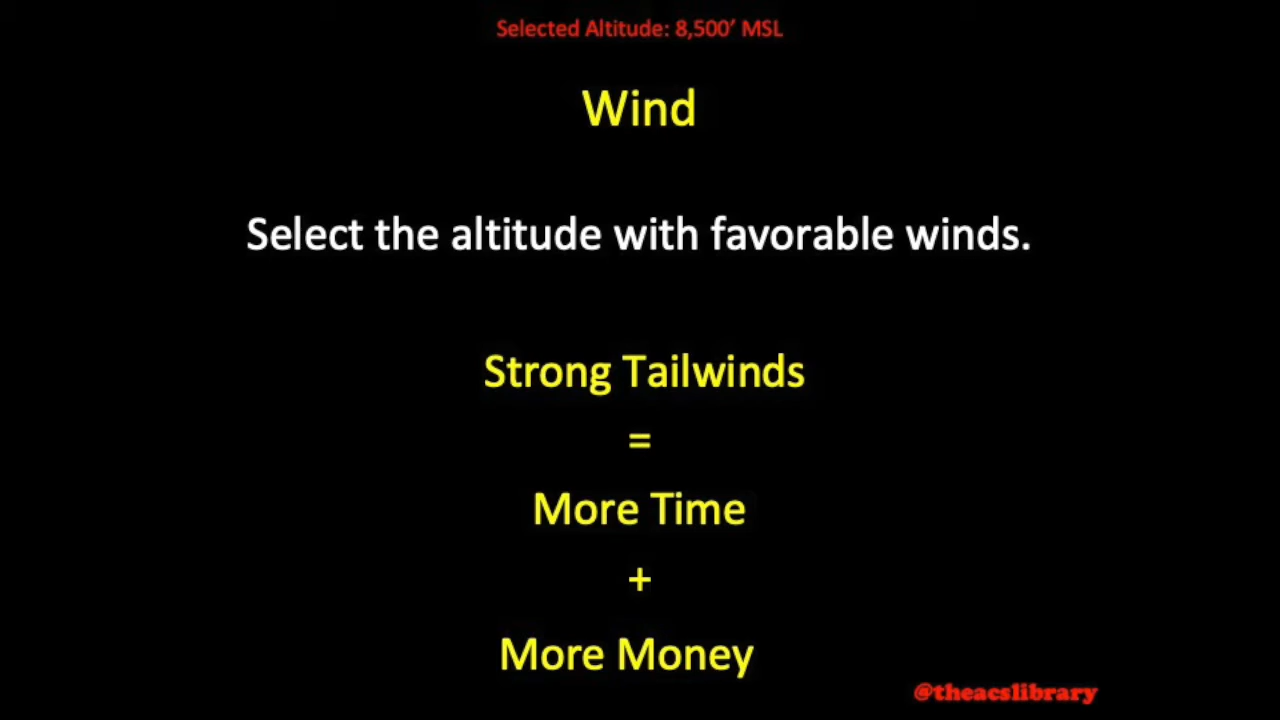 Selected Altitude: 8,500’ MSL
Wind
Select the altitude with favorable winds.
Strong Tailwinds
=
More Time
+
More Money
@theacslibrary